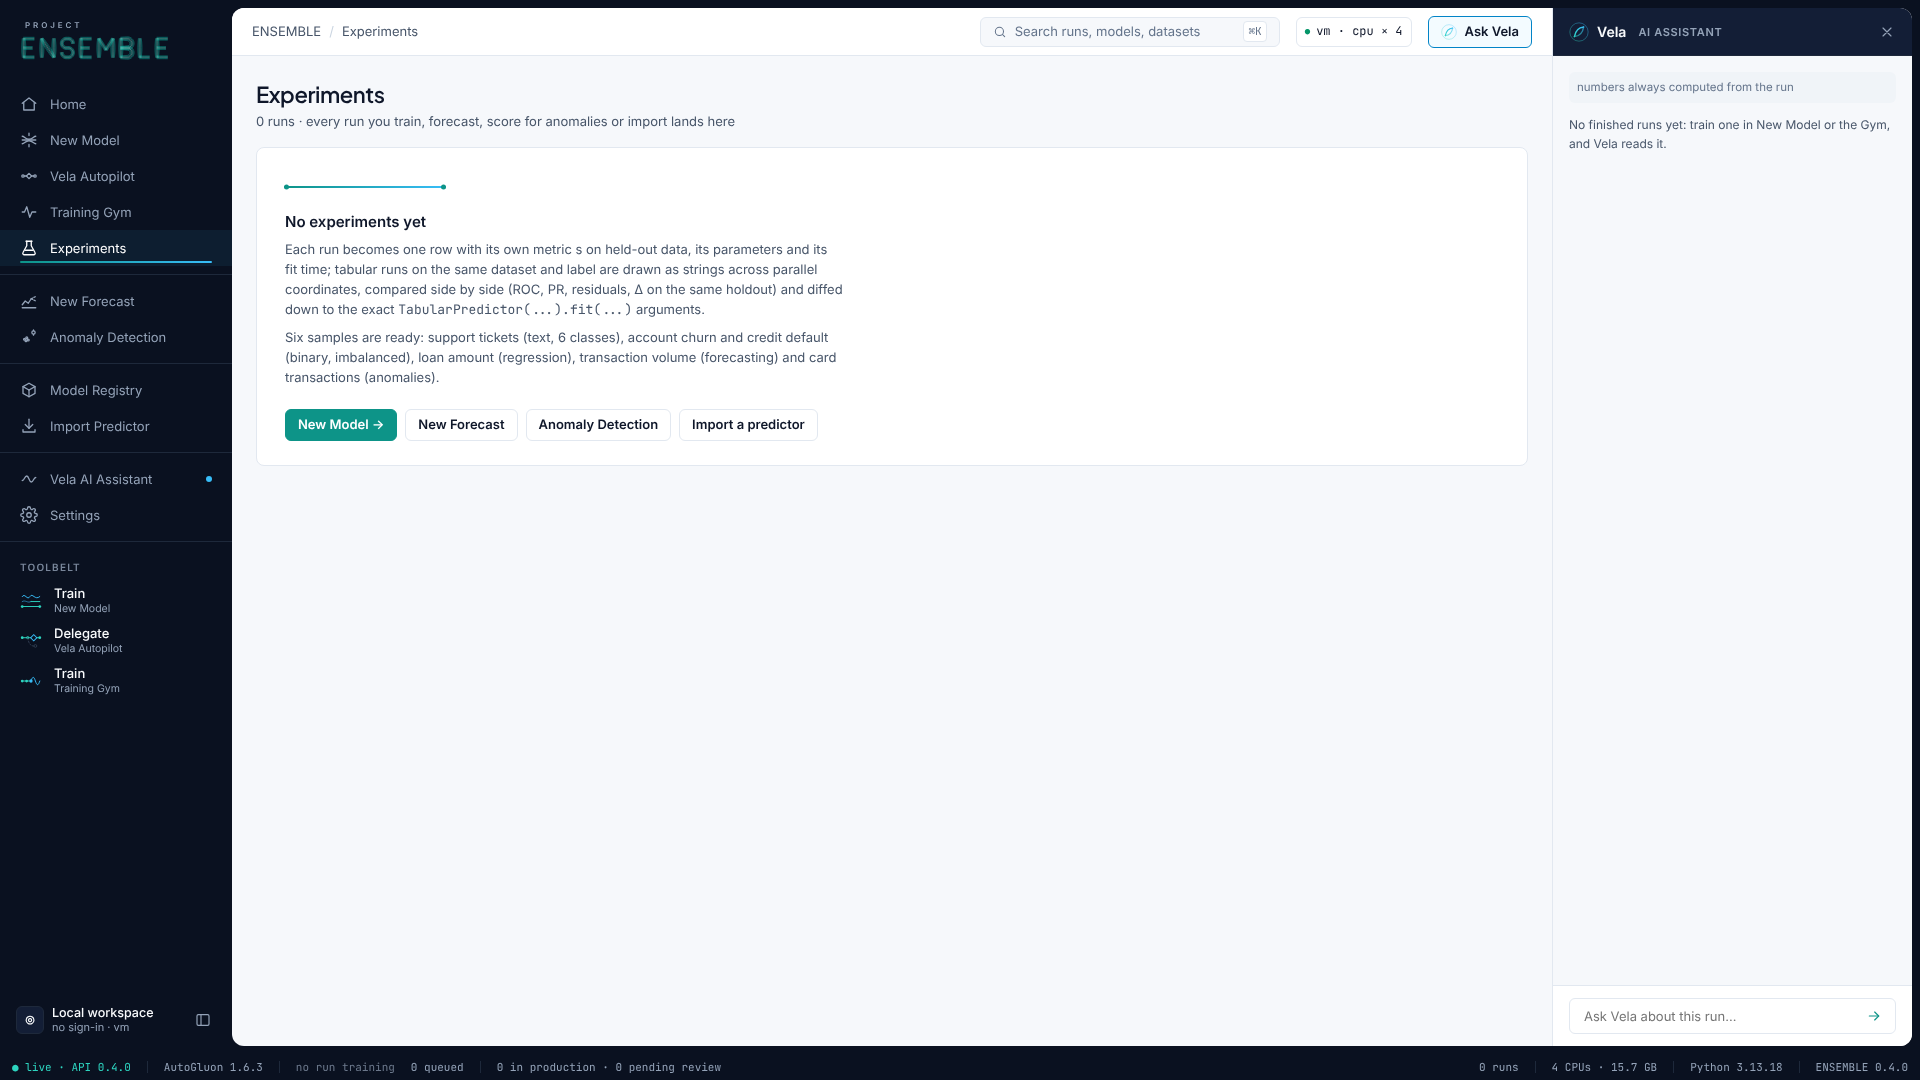 PROJECT
ENSEMBLE
Home
New Model
Vela Autopilot
Training Gym
Experiments
New Forecast
Anomaly Detection
Model Registry
Import Predictor
Vela AI Assistant
Settings
TOOLBELT
Train
New Model
Delegate
Vela Autopilot
Train
Training Gym
Local workspace
no sign-in · vm
ENSEMBLE / Experiments
Search runs, models, datasets ⌘K
vm · cpu × 4
Ask Vela
Experiments
0 runs · every run you train, forecast, score for anomalies or import lands here
No experiments yet
Each run becomes one row with its own metric s on held-out data, its parameters and its
fit time; tabular runs on the same dataset and label are drawn as strings across parallel
coordinates, compared side by side (ROC, PR, residuals, Δ on the same holdout) and diffed
down to the exact TabularPredictor(...).fit(...) arguments.
Six samples are ready: support tickets (text, 6 classes), account churn and credit default
(binary, imbalanced), loan amount (regression), transaction volume (forecasting) and card
transactions (anomalies).
New Model →
New Forecast
Anomaly Detection
Import a predictor
Vela AI ASSISTANT
numbers always computed from the run
No finished runs yet: train one in New Model or the Gym,
and Vela reads it.
Ask Vela about this run...
live · API 0.4.0
AutoGluon 1.6.3
no run training 0 queued
0 in production · 0 pending review
0 runs
4 CPUs · 15.7 GB
Python 3.13.18
ENSEMBLE 0.4.0